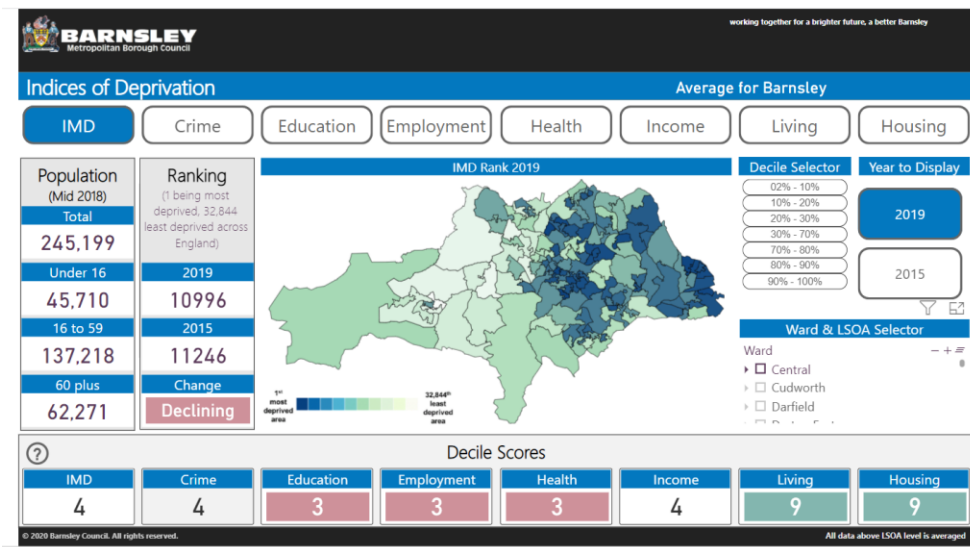 BARNSLEY
Metropolitan Borough Council
working together for a brighter future, a better Barnsley
Indices of Deprivation
Average for Barnsley
IMD
Crime
Education
Employment
Health
Income
Living
Housing
Population
(Mid 2018)
Total
245,199
Under 16
45,710
16 to 59
137,218
60 plus
62,271
Ranking
(1 being most
deprived, 32,844
least deprived across
England)
2019
10996
2015
11246
Change
Declining
IMD Rank 2019
1st
most
deprived
area
32,844th
least
deprived
area
Decile Selector
02% - 10%
10% - 20%
20% - 30%
30% - 70%
70% - 80%
80% - 90%
90% - 100%
Year to Display
2019
2015
Ward & LSOA Selector
Ward
Central
Cudworth
Darfield
?
Decile Scores
IMD
4
Crime
4
Education
3
Employment
3
Health
3
Income
4
Living
9
Housing
9
© 2020 Barnsley Council. All rights reserved.
All data above LSOA level is averaged